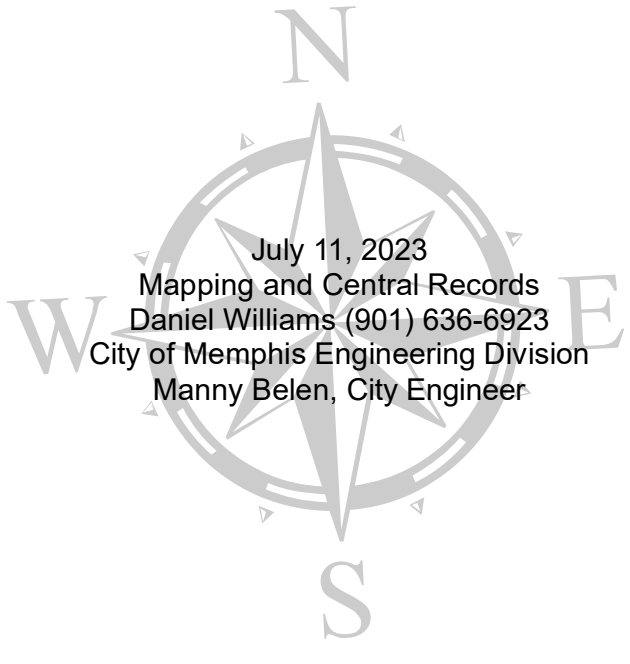 N
July 11, 2023
Mapping and Central Records
W
Daniel Williams (901) 636-6923
E
City of Memphis Engineering Division
Manny Belen, City Engineer
S